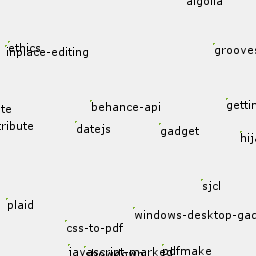 algolia
ethics
inplace-editing
grooves
behance-api
gettin
te
tribute
datejs
gadget
hija
sjcl
plaid
windows-desktop-gad
css-to-pdf
javascript-marked
pdfmake